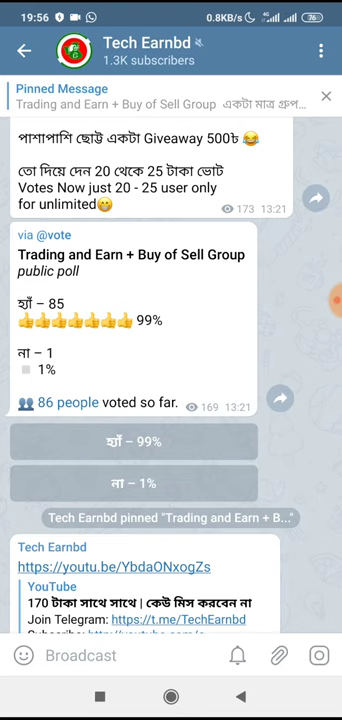 19:56
0.8KB/s
4G
76
Tech Earnbd
1.3K subscribers
Pinned Message
Trading and Earn + Buy of Sell Group একটা মাত্র গ্রুপ...
পাশাপাশি ছোট্ট একটা Giveaway 500৳ 😂
তো দিয়ে দেন 20 থেকে 25 টাকা ভোট
Votes Now just 20 - 25 user only
for unlimited😁
173 13:21
via @vote
Trading and Earn + Buy of Sell Group
public poll
হ্যাঁ – 85
👍👍👍👍👍👍👍 99%
না – 1
▫️ 1%
👥 86 people voted so far.
169 13:21
হ্যাঁ – 99%
না – 1%
Tech Earnbd pinned "Trading and Earn + B..."
Tech Earnbd
https://youtu.be/YbdaONxogZs
YouTube
170 টাকা সাথে সাথে | কেউ মিস করবেন না
Join Telegram: https://t.me/TechEarnbd
Broadcast